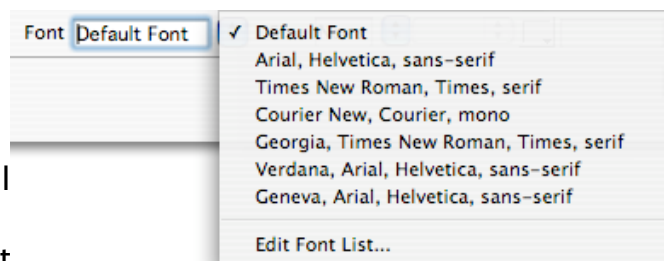 Font Default Font ✓ Default Font
Arial, Helvetica, sans-serif
Times New Roman, Times, serif
Courier New, Courier, mono
Georgia, Times New Roman, Times, serif
Verdana, Arial, Helvetica, sans-serif
Geneva, Arial, Helvetica, sans-serif
Edit Font List...